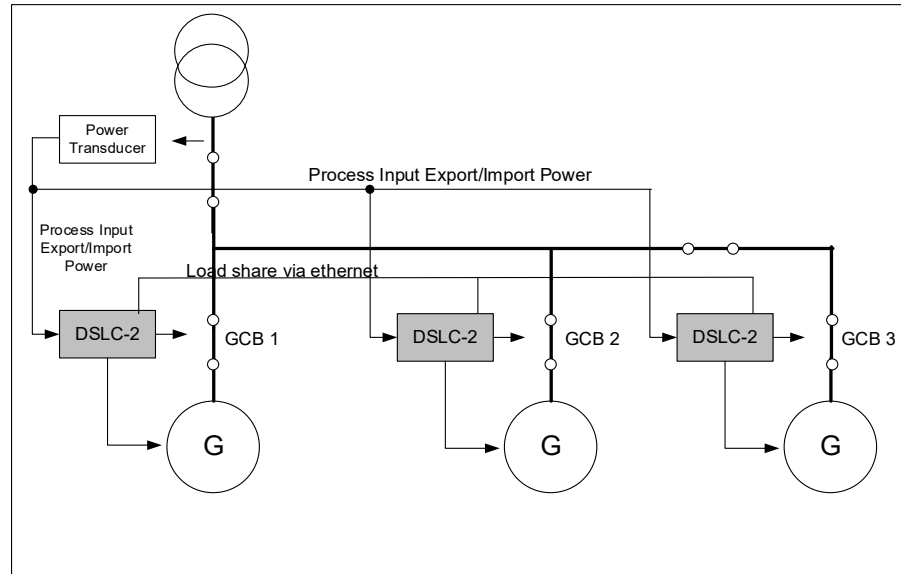 Power
Transducer
Process Input Export/Import Power
Process Input
Export/Import
Power
Load share via ethernet
DSLC-2
GCB 1
DSLC-2
GCB 2
DSLC-2
GCB 3
G
G
G